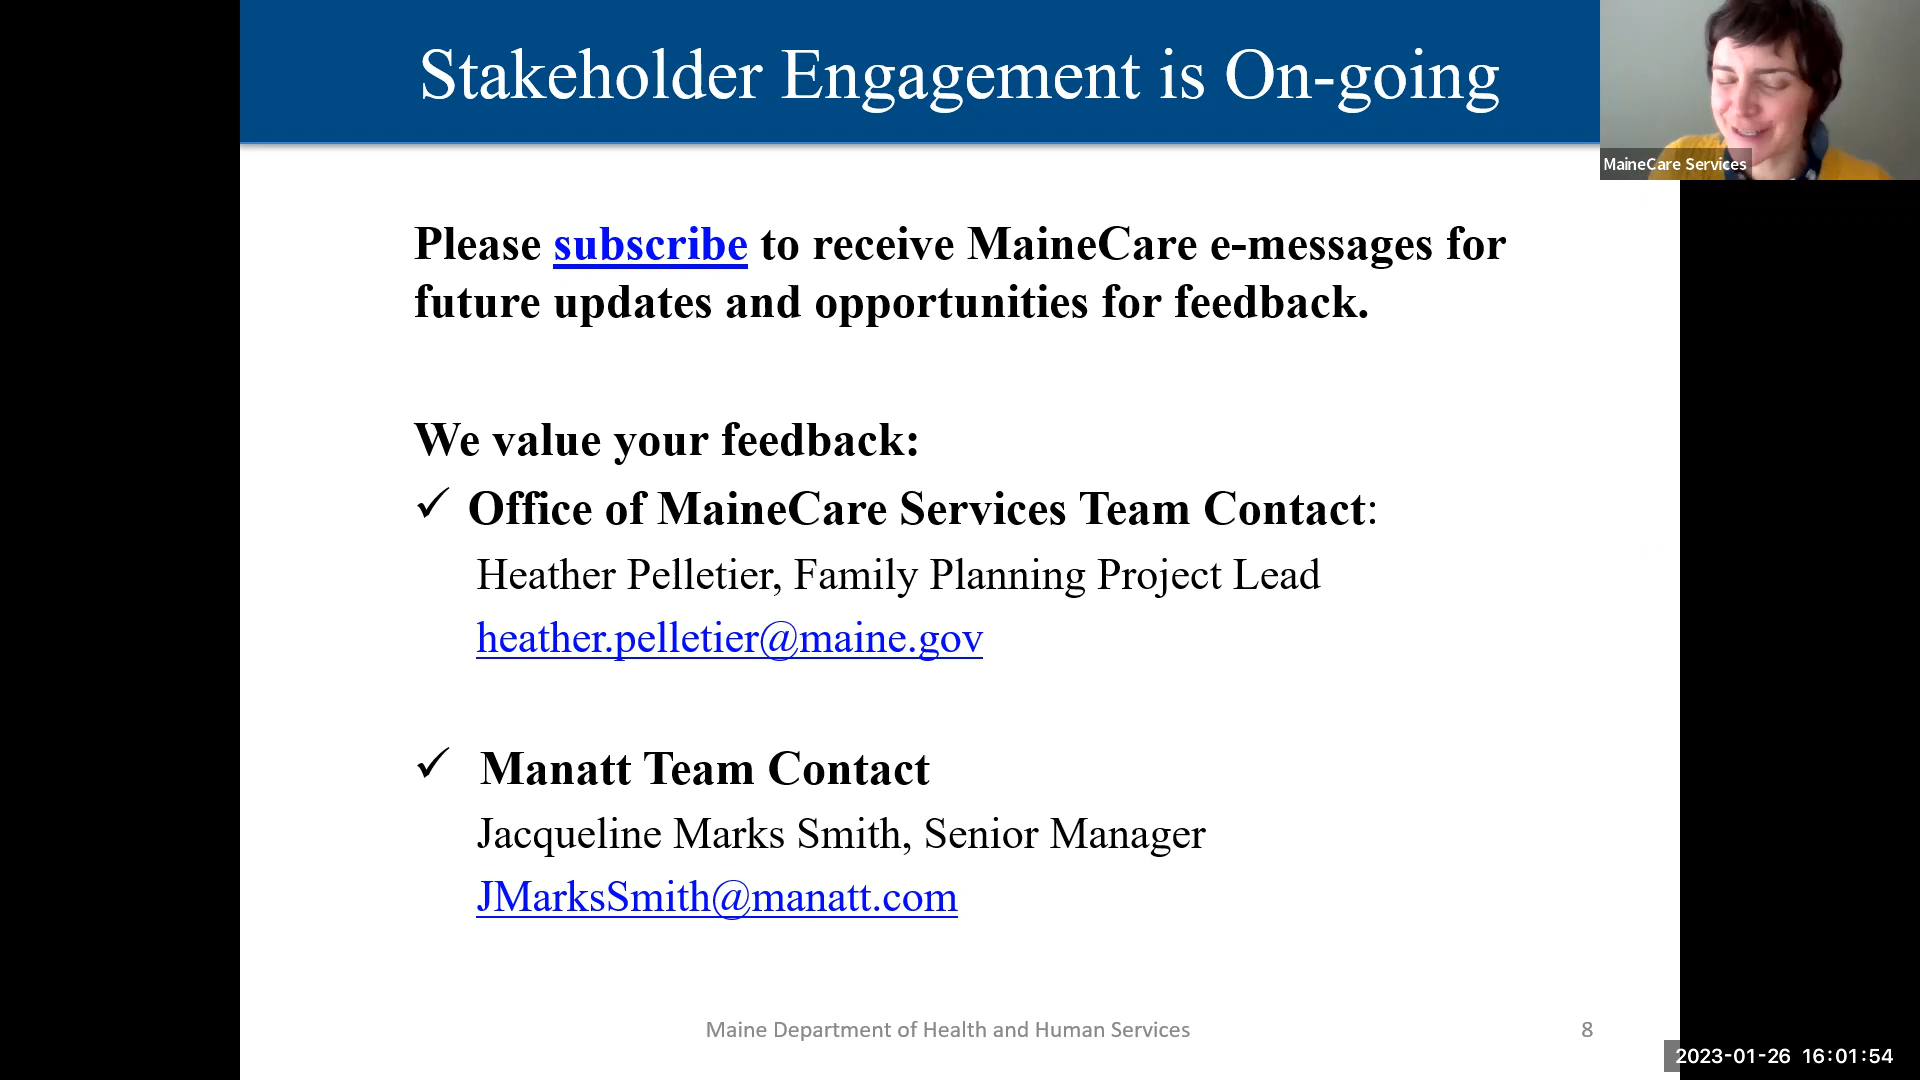 Stakeholder Engagement is On-going
MaineCare Services
Please subscribe to receive MaineCare e-messages for
future updates and opportunities for feedback.
We value your feedback:
✓ Office of MaineCare Services Team Contact:
Heather Pelletier, Family Planning Project Lead
heather.pelletier@maine.gov
✓ Manatt Team Contact
Jacqueline Marks Smith, Senior Manager
JMarksSmith@manatt.com
Maine Department of Health and Human Services
8
2023-01-26 16:01:54